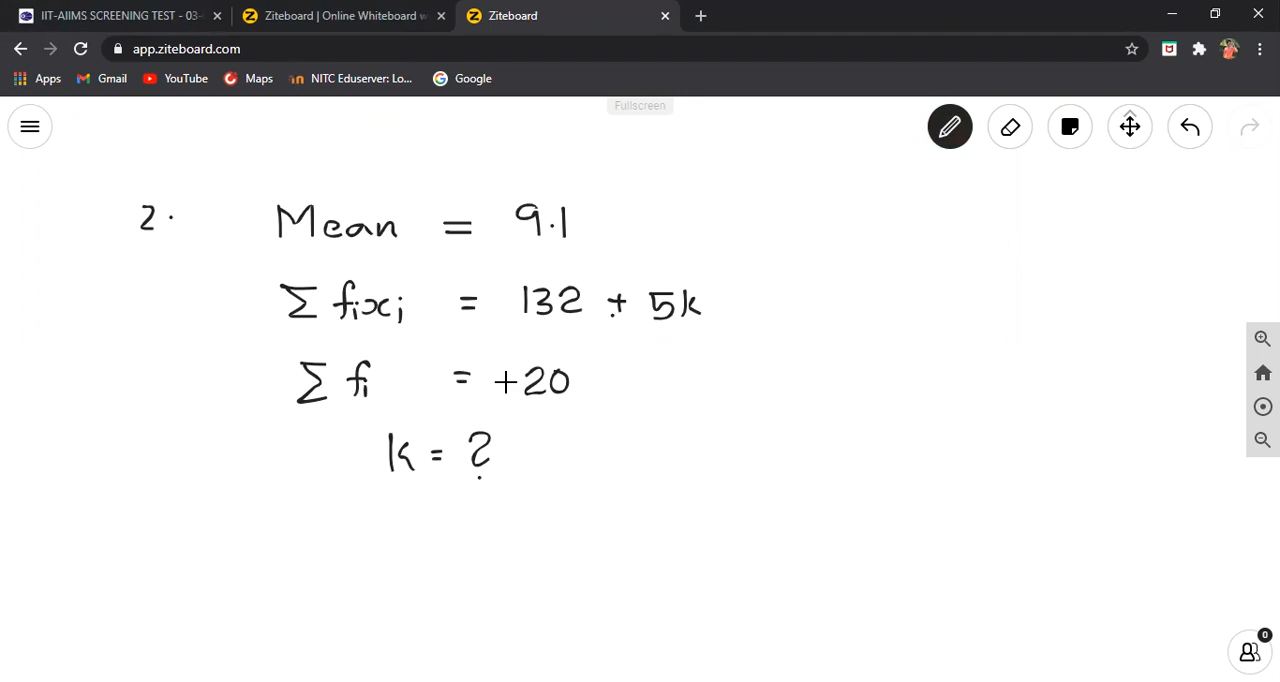 IIT-AIIMS SCREENING TEST - 03-
Ziteboard | Online Whiteboard w
Ziteboard
app.ziteboard.com
Apps Gmail YouTube Maps NITC Eduserver: Lo... Google
Fullscreen
2. Mean = 9.1
Σ fixi = 132 + 5k
Σ fi = +20
k = ?
0